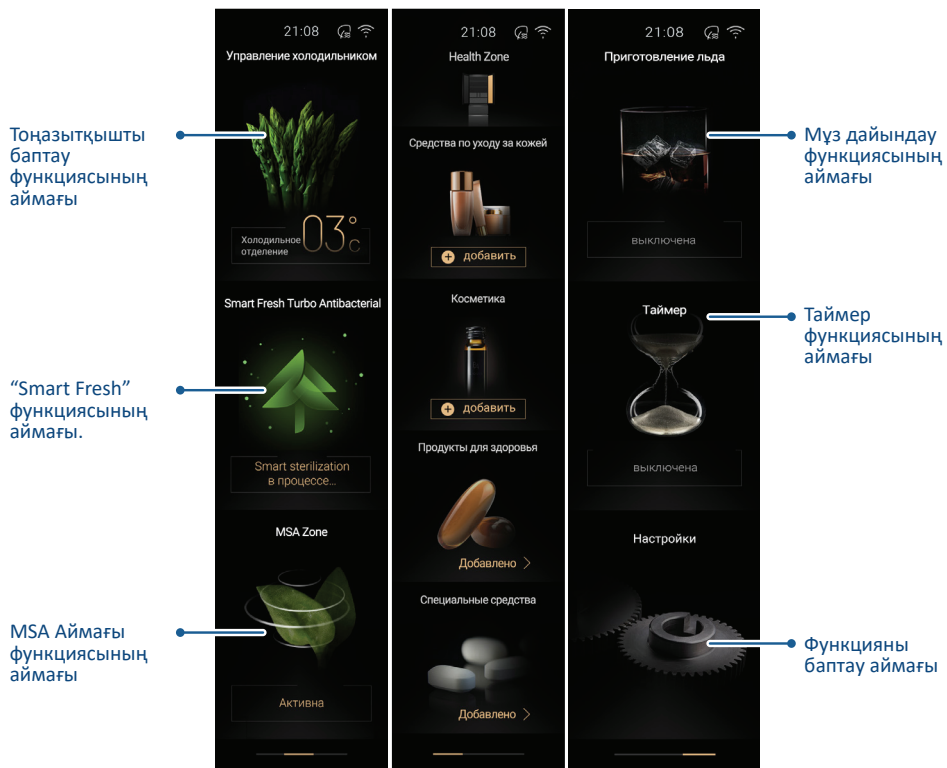 Тоңазытқышты
баптау
функциясының
аймағы
“Smart Fresh”
функциясының
аймағы.
MSA Аймағы
функциясының
аймағы
21:08
Управление холодильником
Холодильное
отделение
03°C
Smart Fresh Turbo Antibacterial
Smart sterilization
в процессе...
MSA Zone
Активна
21:08
Health Zone
Средства по уходу за кожей
добавить
Косметика
добавить
Продукты для здоровья
Добавлено >
Специальные средства
Добавлено >
21:08
Приготовление льда
выключена
Таймер
выключена
Настройки
Мұз дайындау
функциясының
аймағы
Таймер
функциясының
аймағы
Функцияны
баптау аймағы